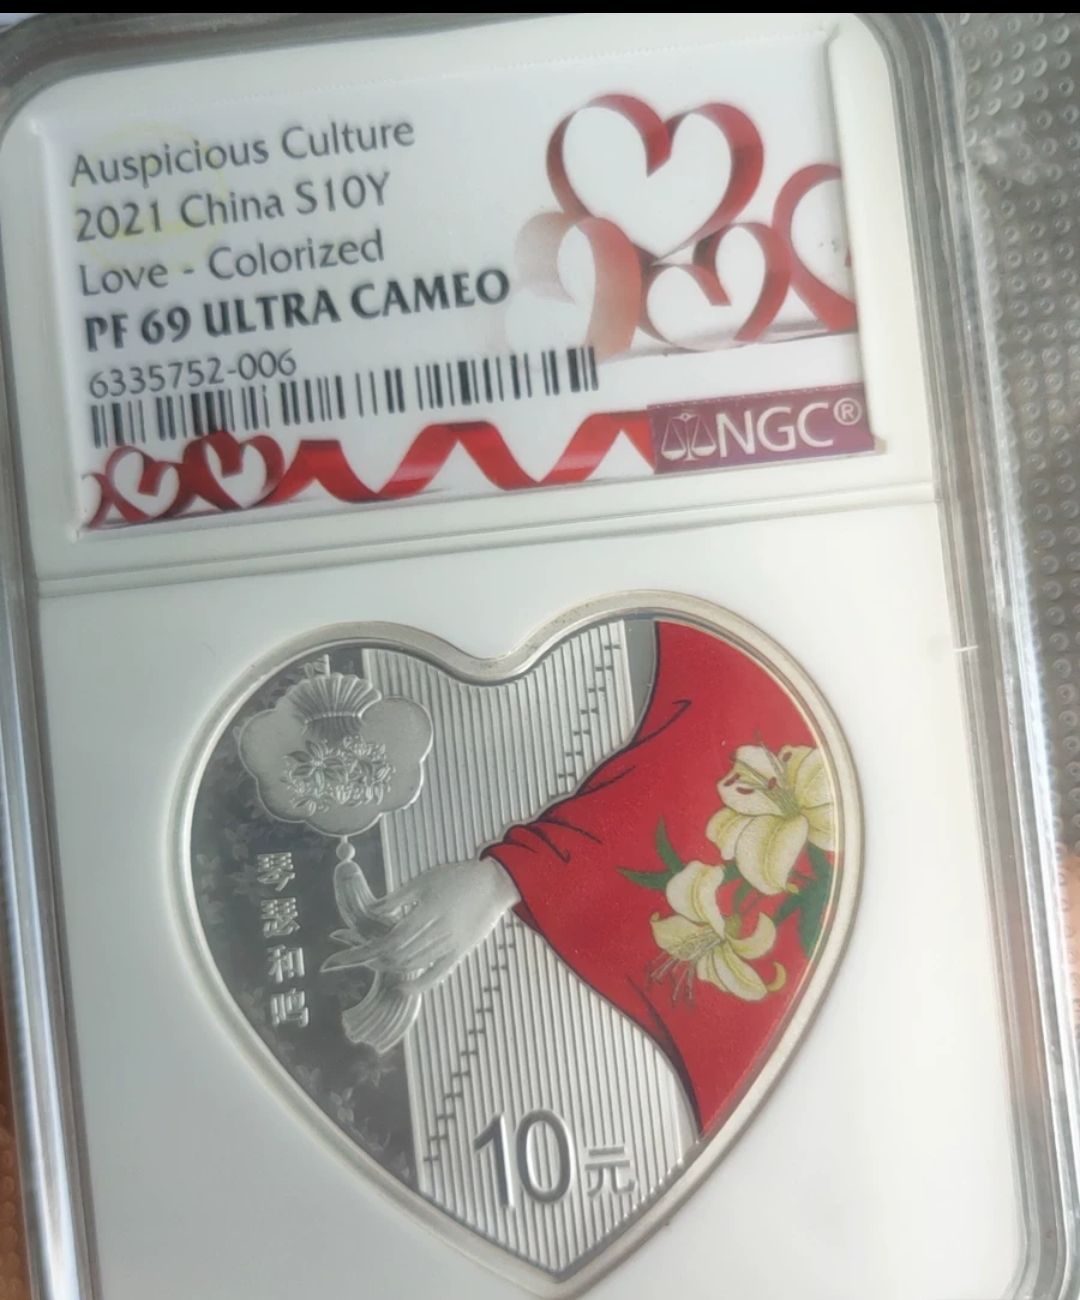 Auspicious Culture
2021 China S10Y
Love - Colorized
PF 69 ULTRA CAMEO
6335752-006
NGC®
琴瑟和鸣
10元